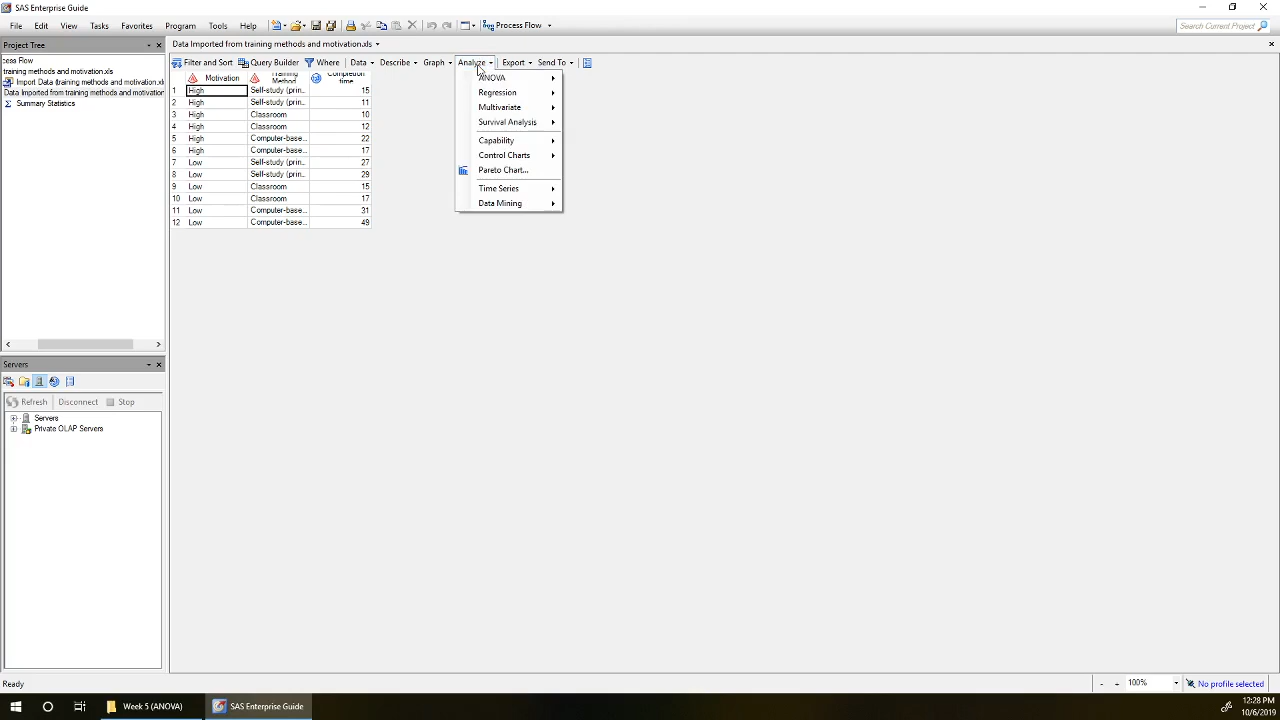 SAS Enterprise Guide
File Edit View Tasks Favorites Program Tools Help Process Flow Search Current Project
Project Tree
Data Imported from training methods and motivation.xls
cess Flow
training methods and motivation.xls
Import Data (training methods and motivation.xls
Data Imported from training methods and motivation.xls
Summary Statistics
Filter and Sort Query Builder Where Data Describe Graph Analyze Export Send To
Motivation Training Method Completion time
1 High Self-study (prin... 15
2 High Self-study (prin... 11
3 High Classroom 10
4 High Classroom 12
5 High Computer-base... 22
6 High Computer-base... 17
7 Low Self-study (prin... 27
8 Low Self-study (prin... 29
9 Low Classroom 15
10 Low Classroom 17
11 Low Computer-base... 31
12 Low Computer-base... 49
ANOVA
Regression
Multivariate
Survival Analysis
Capability
Control Charts
Pareto Chart...
Time Series
Data Mining
Servers
Refresh Disconnect Stop
Servers
Private OLAP Servers
Ready
- + 100% No profile selected
Week 5 (ANOVA) SAS Enterprise Guide
12:28 PM
10/6/2019